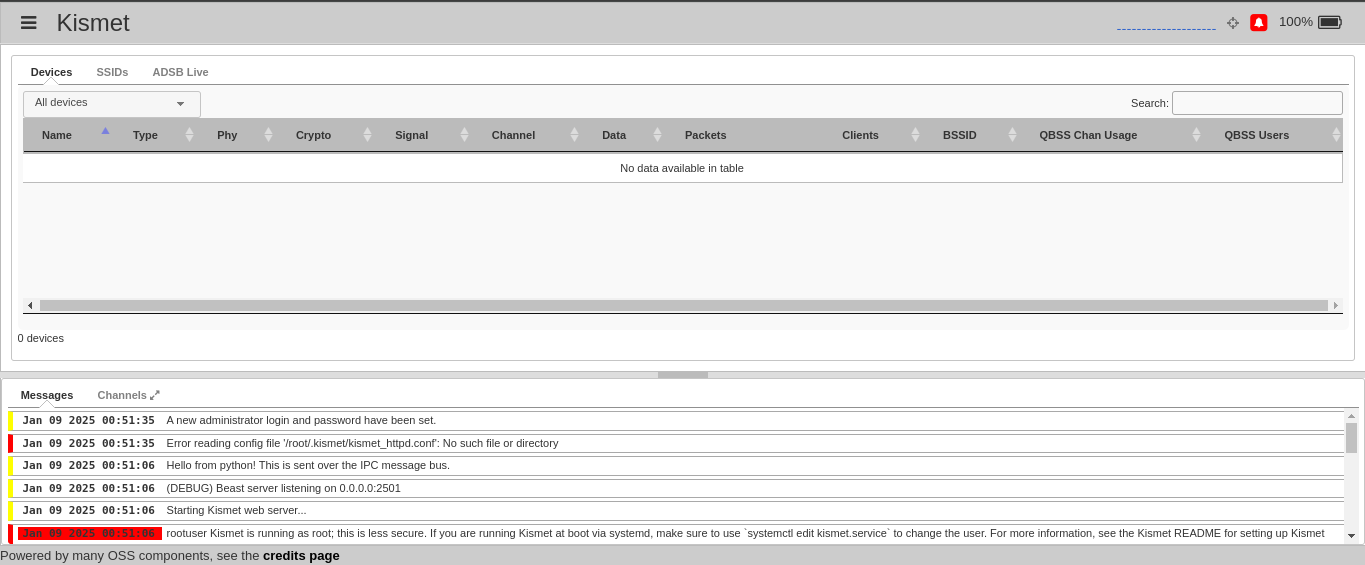 Kismet
100%
Devices SSIDs ADSB Live
All devices
Search:
Name Type Phy Crypto Signal Channel Data Packets Clients BSSID QBSS Chan Usage QBSS Users
No data available in table
0 devices
Messages Channels
Jan 09 2025 00:51:35 A new administrator login and password have been set.
Jan 09 2025 00:51:35 Error reading config file '/root/.kismet/kismet_httpd.conf': No such file or directory
Jan 09 2025 00:51:06 Hello from python! This is sent over the IPC message bus.
Jan 09 2025 00:51:06 (DEBUG) Beast server listening on 0.0.0.0:2501
Jan 09 2025 00:51:06 Starting Kismet web server...
Jan 09 2025 00:51:06 rootuser Kismet is running as root; this is less secure. If you are running Kismet at boot via systemd, make sure to use `systemctl edit kismet.service` to change the user. For more information, see the Kismet README for setting up Kismet
Powered by many OSS components, see the credits page